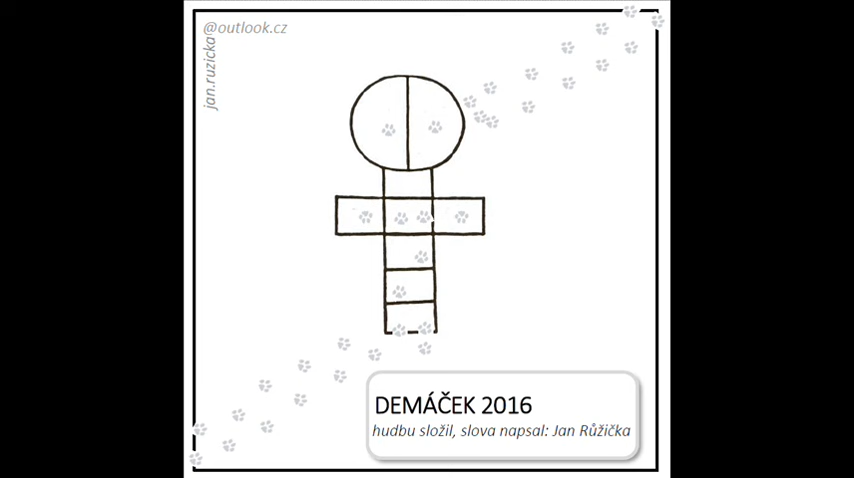 @outlook.cz
jan.ruzicka
DEMÁČEK 2016
hudbu složil, slova napsal: Jan Růžička